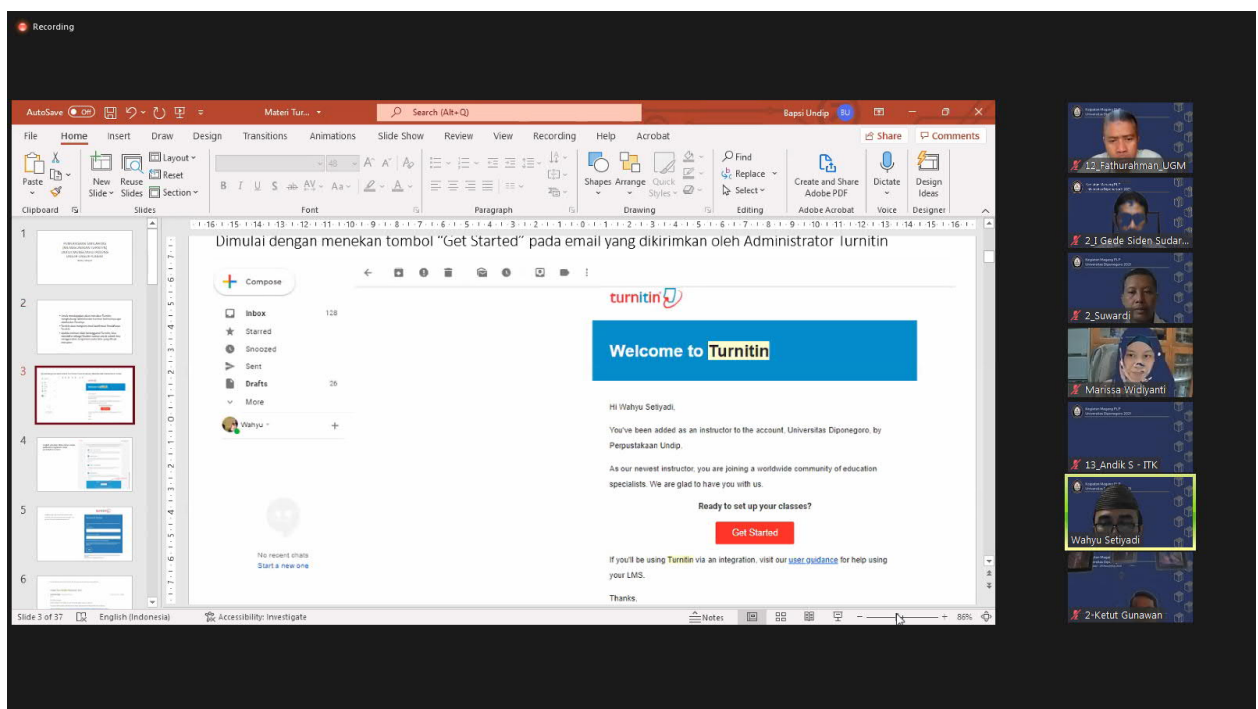 Recording
AutoSave Off Materi Tur... Search (Alt+Q) Bapsi Undip BU
File Home Insert Draw Design Transitions Animations Slide Show Review View Recording Help Acrobat Share Comments
Paste New Slide Reuse Slides Layout Reset Section 48 Find Replace Select Shapes Arrange Quick Styles Create and Share Adobe PDF Dictate Design Ideas
Clipboard Slides Font Paragraph Drawing Editing Adobe Acrobat Voice Designer
1
2
3
4
5
6
Dimulai dengan menekan tombol "Get Started" pada email yang dikirimkan oleh Administrator Turnitin
Compose
Inbox 128
Starred
Snoozed
Sent
Drafts 26
More
Wahyu
No recent chats
Start a new one
turnitin
Welcome to Turnitin
Hi Wahyu Setiyadi,
You've been added as an instructor to the account, Universitas Diponegoro, by
Perpustakaan Undip.
As our newest instructor, you are joining a worldwide community of education
specialists. We are glad to have you with us.
Ready to set up your classes?
Get Started
If you'll be using Turnitin via an integration, visit our user guidance for help using
your LMS.
Thanks,
Slide 3 of 37 English (Indonesia) Accessibility: Investigate Notes 86%
12_Fathurahman_UGM
2_I Gede Siden Sudar...
2_Suwardi
Marissa Widiyanti
13_Andik S - ITK
Wahyu Setiyadi
2-Ketut Gunawan